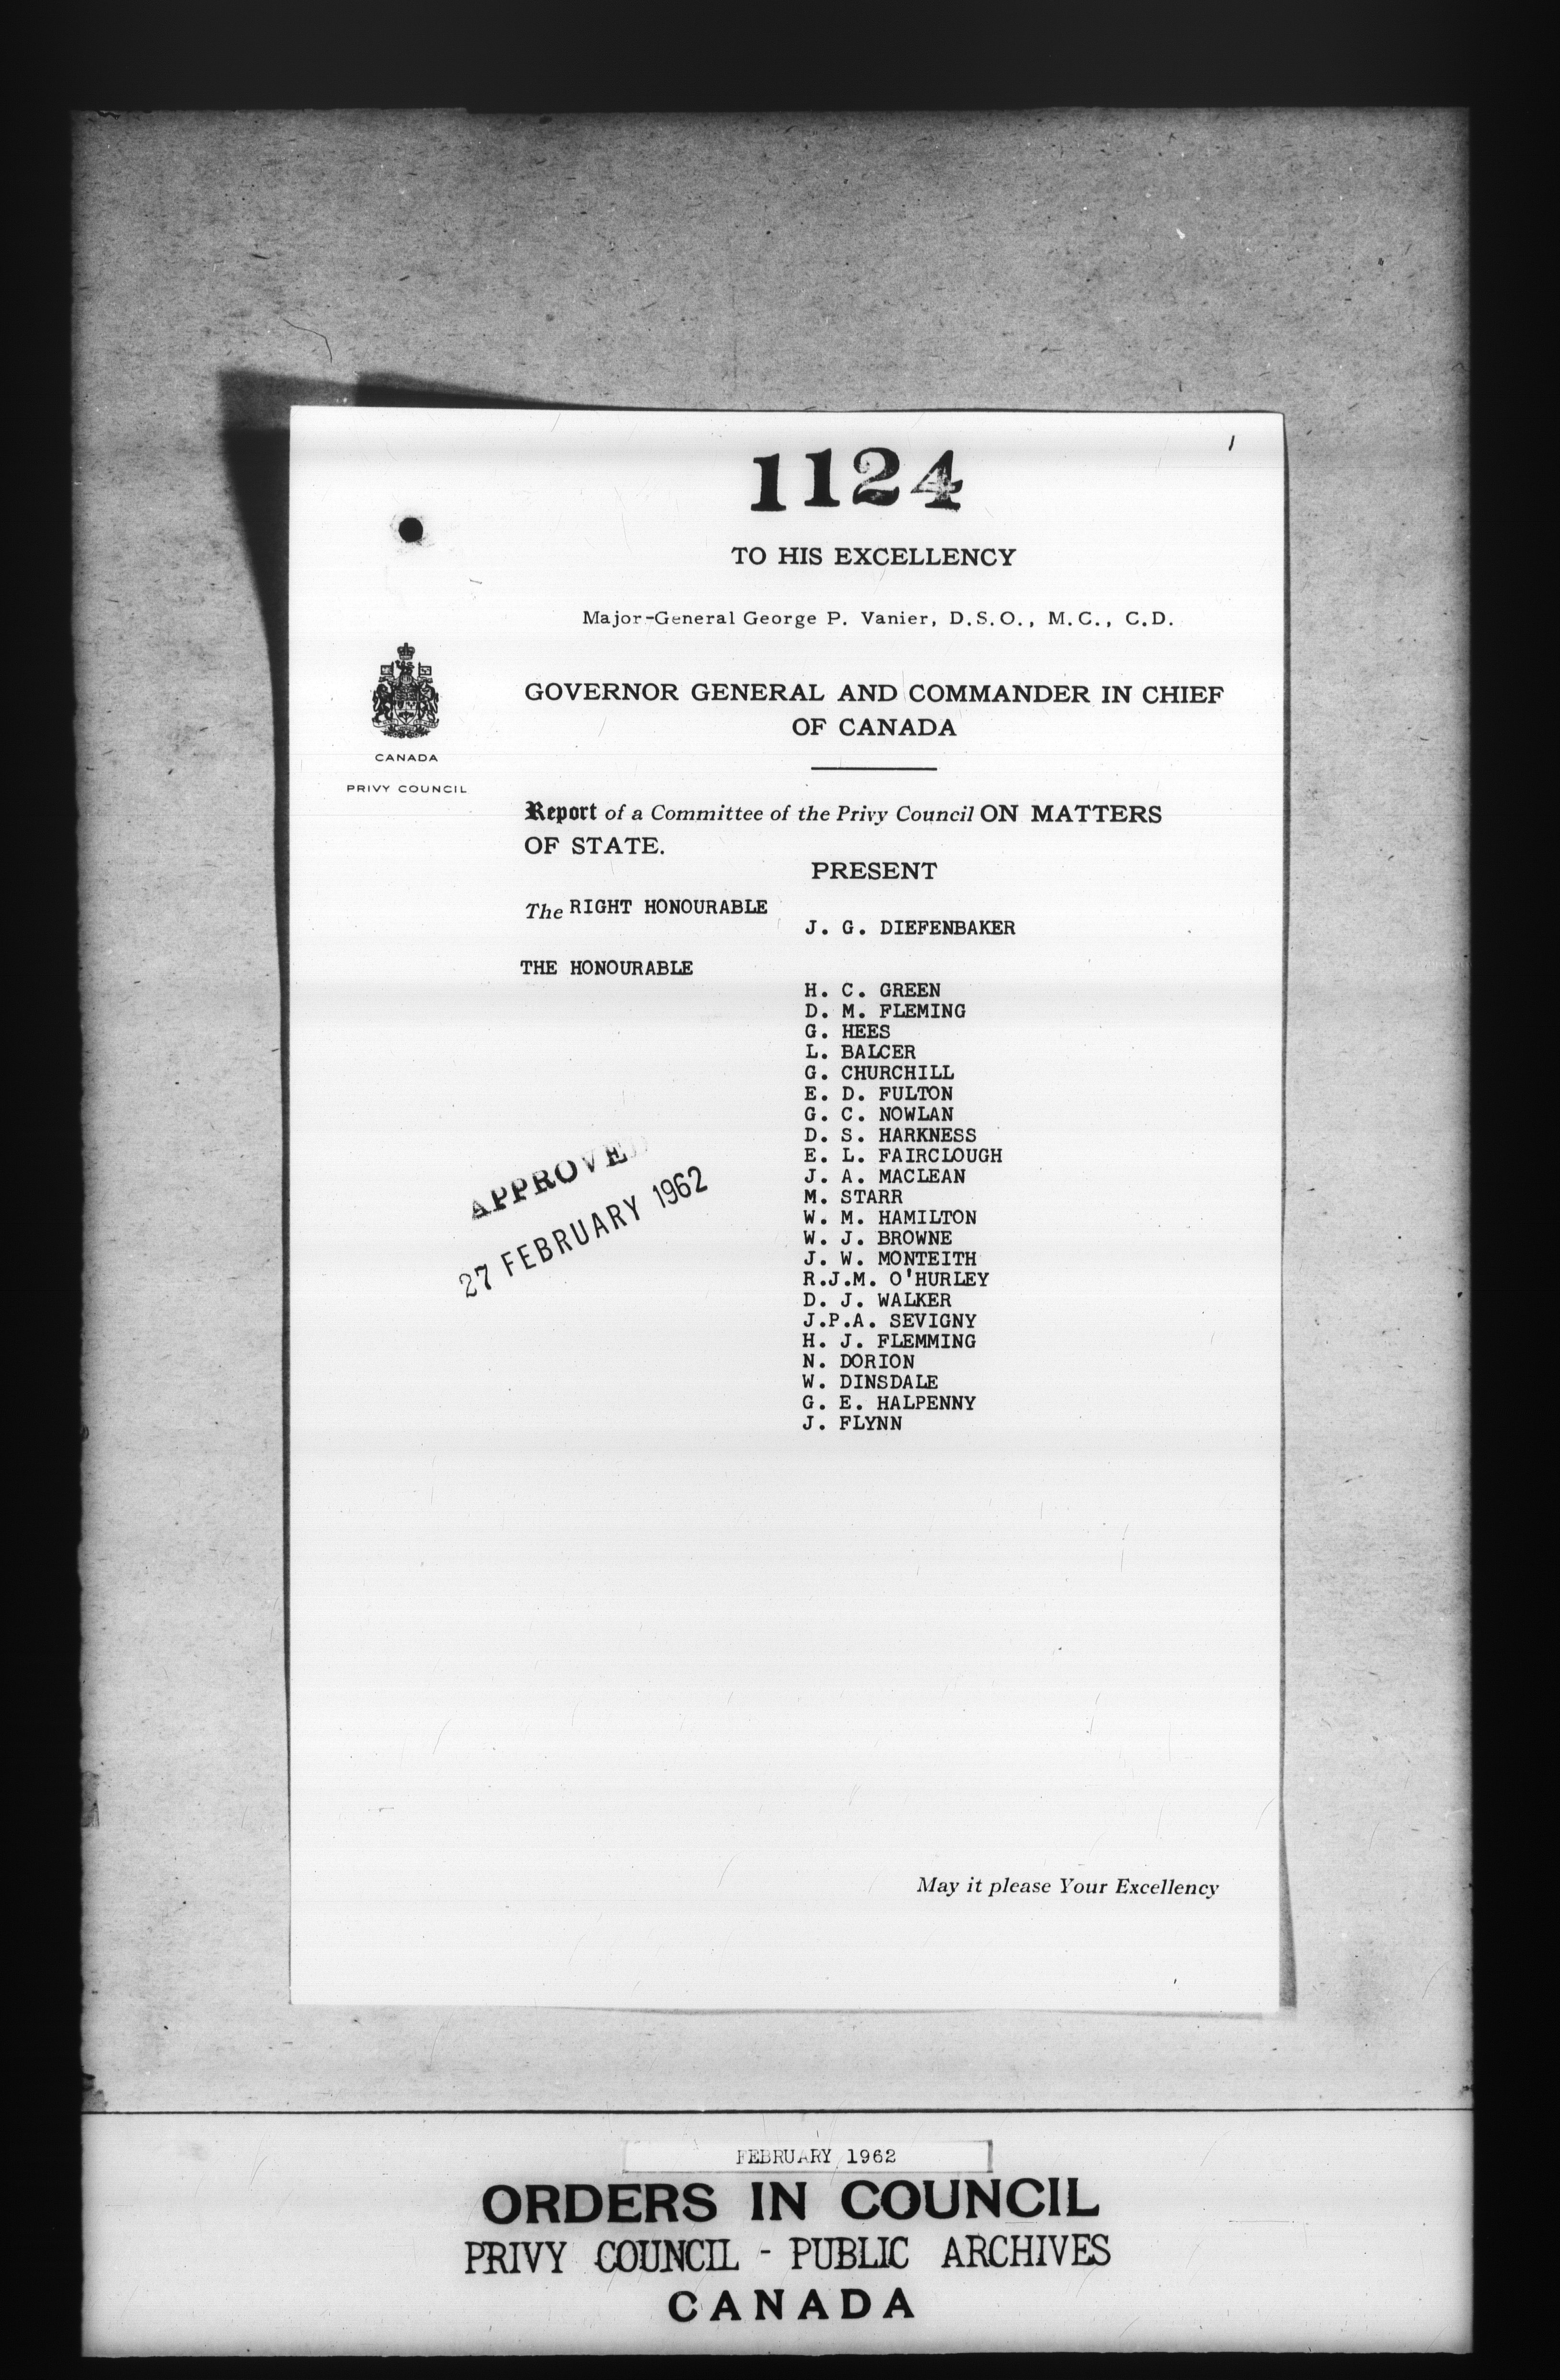 1124
TO HIS EXCELLENCY
Major-General George P. Vanier, D.S.O., M.C., C.D.
GOVERNOR GENERAL AND COMMANDER IN CHIEF
OF CANADA
CANADA
PRIVY COUNCIL
Report of a Committee of the Privy Council ON MATTERS
OF STATE.
PRESENT
The RIGHT HONOURABLE
J. G. DIEFENBAKER
THE HONOURABLE
H. C. GREEN
D. M. FLEMING
G. HEES
L. BALCER
G. CHURCHILL
E. D. FULTON
G. C. NOWLAN
D. S. HARKNESS
E. L. FAIRCLOUGH
J. A. MACLEAN
M. STARR
W. M. HAMILTON
W. J. BROWNE
J. W. MONTEITH
R.J.M. O'HURLEY
D. J. WALKER
J.P.A. SEVIGNY
H. J. FLEMMING
N. DORION
W. DINSDALE
G. E. HALPENNY
J. FLYNN
APPROVED
27 FEBRUARY 1962
May it please Your Excellency
FEBRUARY 1962
ORDERS IN COUNCIL
PRIVY COUNCIL - PUBLIC ARCHIVES
CANADA